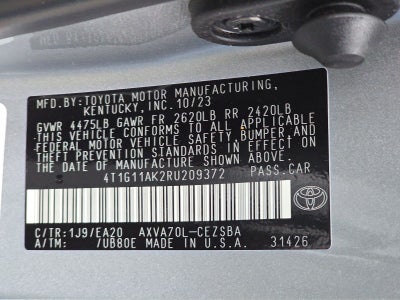 MFD.BY:TOYOTA MOTOR MANUFACTURING,
KENTUCKY, INC. 10/23
GVWR 4475LB GAWR FR 2620LB RR 2420LB
THIS VEHICLE CONFORMS TO ALL APPLICABLE
FEDERAL MOTOR VEHICLE SAFETY, BUMPER, AND
THEFT PREVENTION STANDARDS IN EFFECT ON
THE DATE OF MANUFACTURE SHOWN ABOVE.
4T1G11AK2RU209372 PASS.CAR
C/TR:1J9/EA20 AXVA70L-CEZSBA
A/TM: /UB80E MADE IN U.S.A. 31426